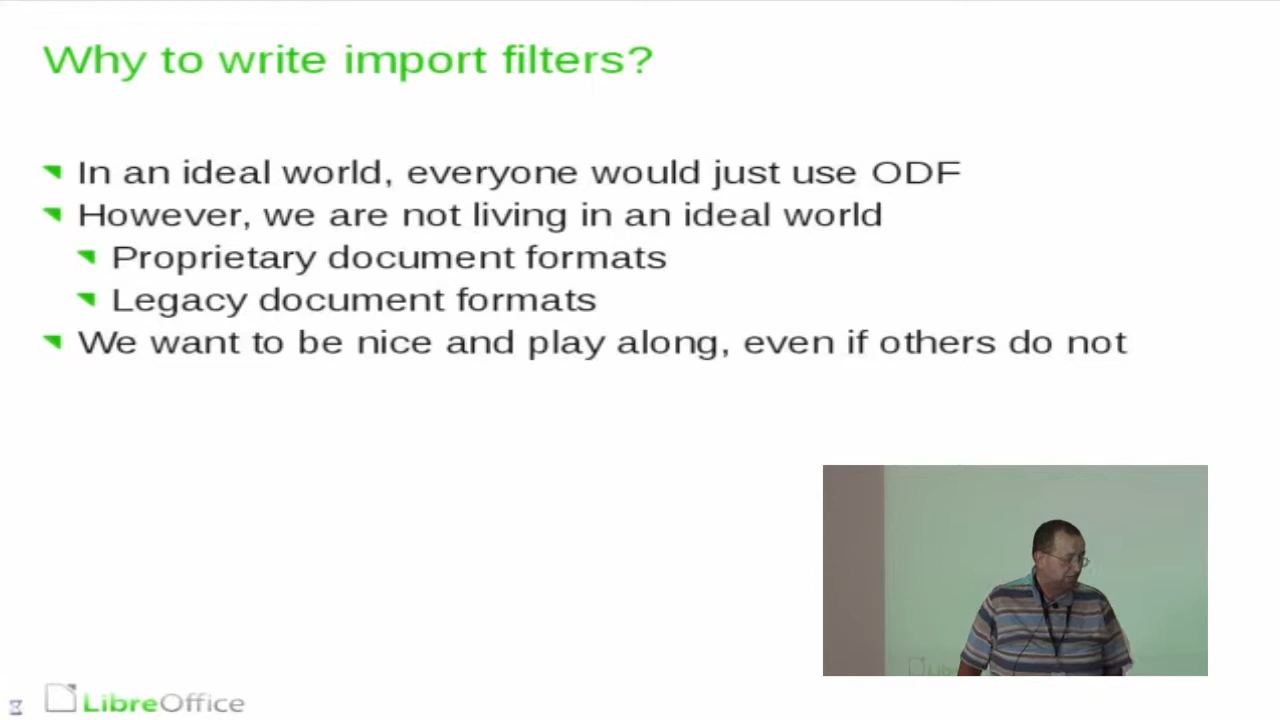 Why to write import filters?
In an ideal world, everyone would just use ODF
However, we are not living in an ideal world
Proprietary document formats
Legacy document formats
We want to be nice and play along, even if others do not
LibreOffice